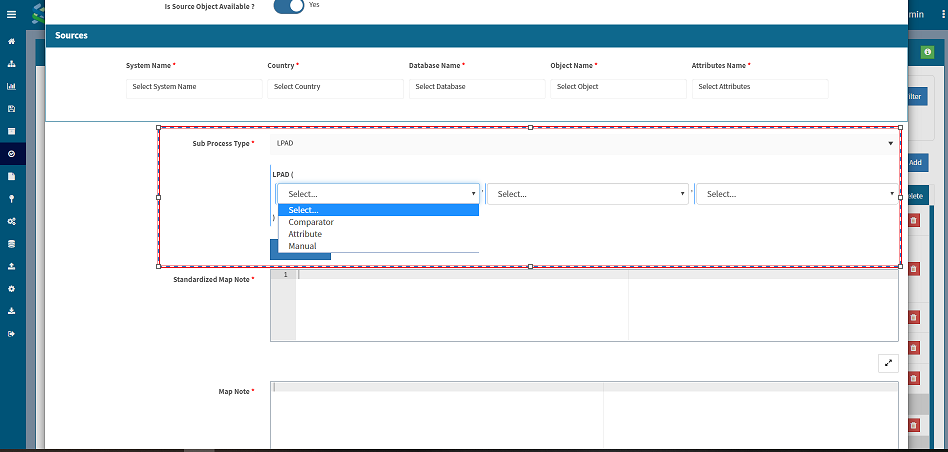 Is Source Object Available ? Yes
min
Sources
System Name * Country * Database Name * Object Name * Attributes Name *
Select System Name Select Country Select Database Select Object Select Attributes
ilter
Sub Process Type * LPAD
Add
LPAD (
Select... , Select... , Select...
elete
Select...
)
Comparator
Attribute
Manual
Standardized Map Note * 1
Map Note *